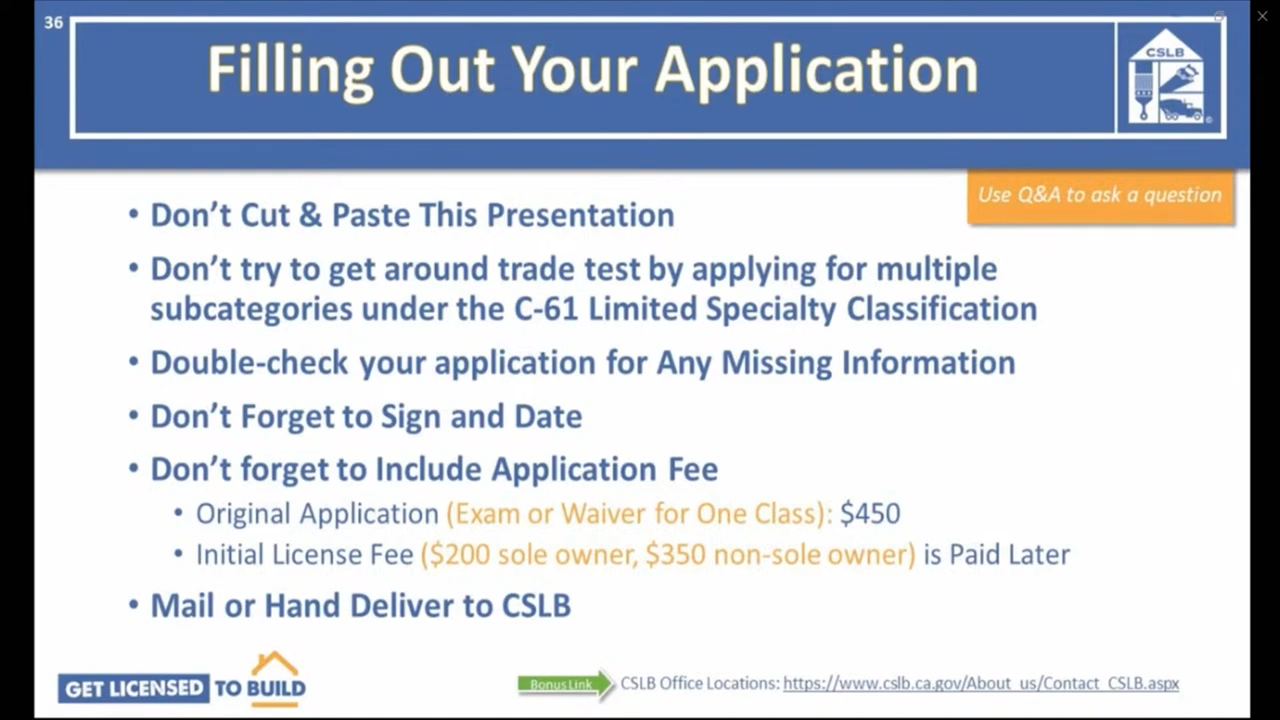 36
Filling Out Your Application
CSLB
Use Q&A to ask a question
• Don't Cut & Paste This Presentation
• Don't try to get around trade test by applying for multiple
subcategories under the C-61 Limited Specialty Classification
• Double-check your application for Any Missing Information
• Don't Forget to Sign and Date
• Don't forget to Include Application Fee
• Original Application (Exam or Waiver for One Class): $450
• Initial License Fee ($200 sole owner, $350 non-sole owner) is Paid Later
• Mail or Hand Deliver to CSLB
GET LICENSED TO BUILD
Bonus Link CSLB Office Locations: https://www.cslb.ca.gov/About_us/Contact_CSLB.aspx